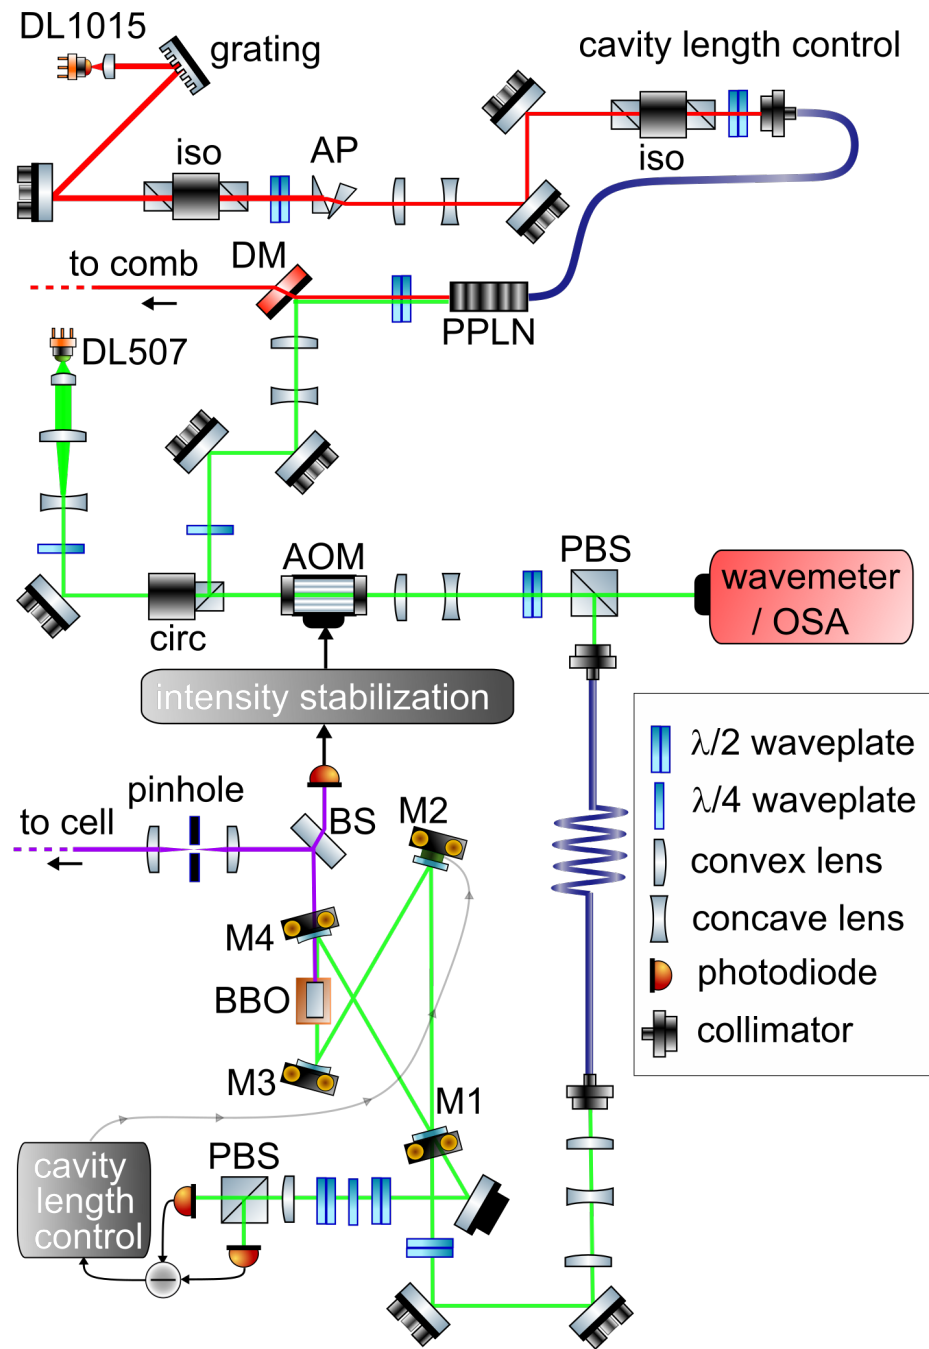 DL1015
grating
cavity length control
iso
AP
iso
DM
to comb
PPLN
DL507
AOM
PBS
wavemeter
/ OSA
circ
intensity stabilization
λ/2 waveplate
pinhole
λ/4 waveplate
to cell
BS
M2
convex lens
concave lens
M4
photodiode
BBO
collimator
M3
M1
PBS
cavity
length
control